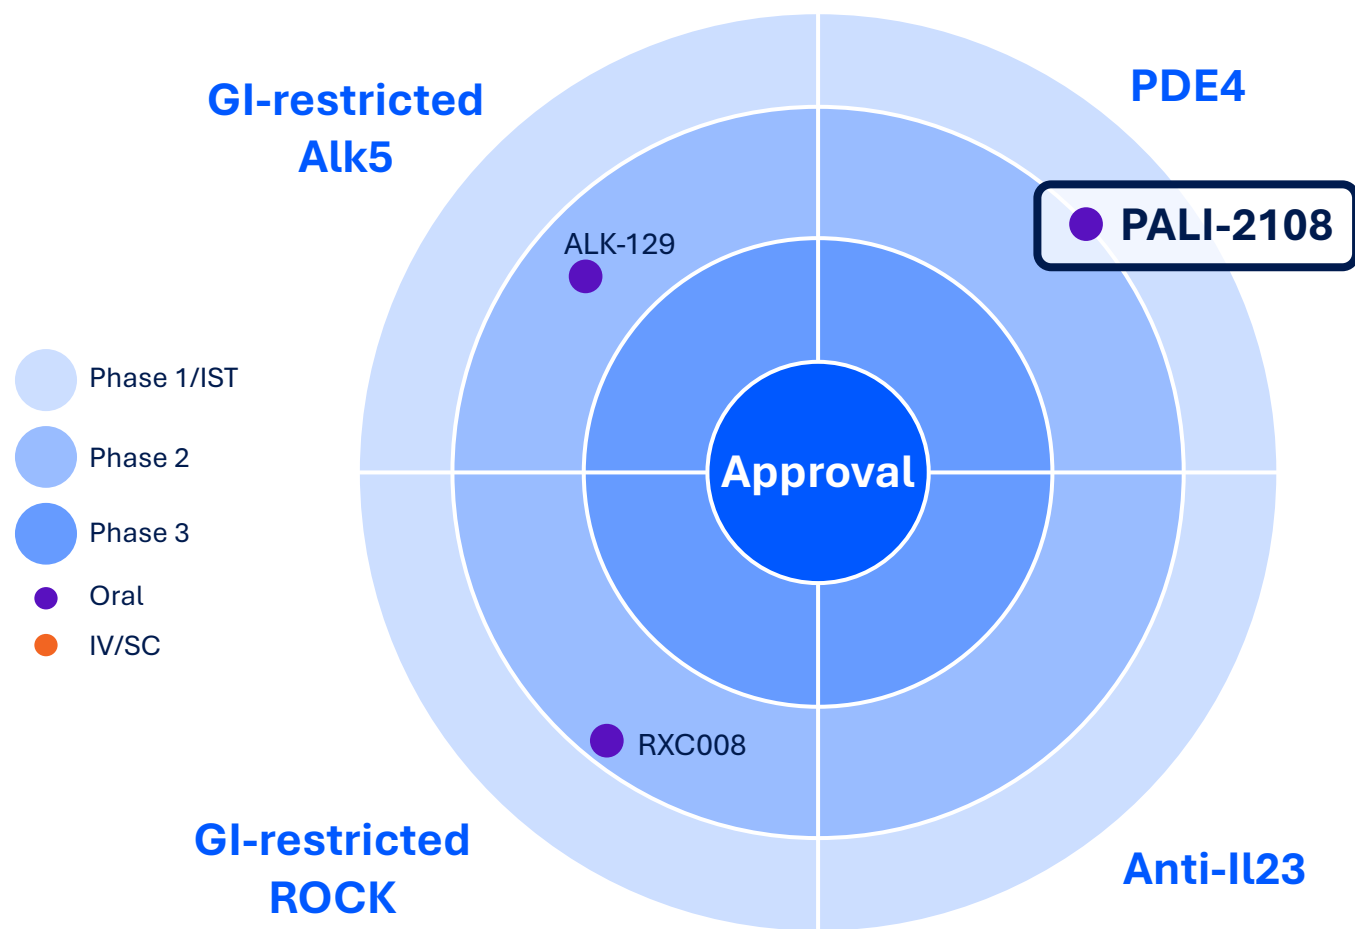 GI-restricted
Alk5
PDE4
PALI-2108
ALK-129
Phase 1/IST
Phase 2
Phase 3
Oral
IV/SC
Approval
RXC008
GI-restricted
ROCK
Anti-Il23